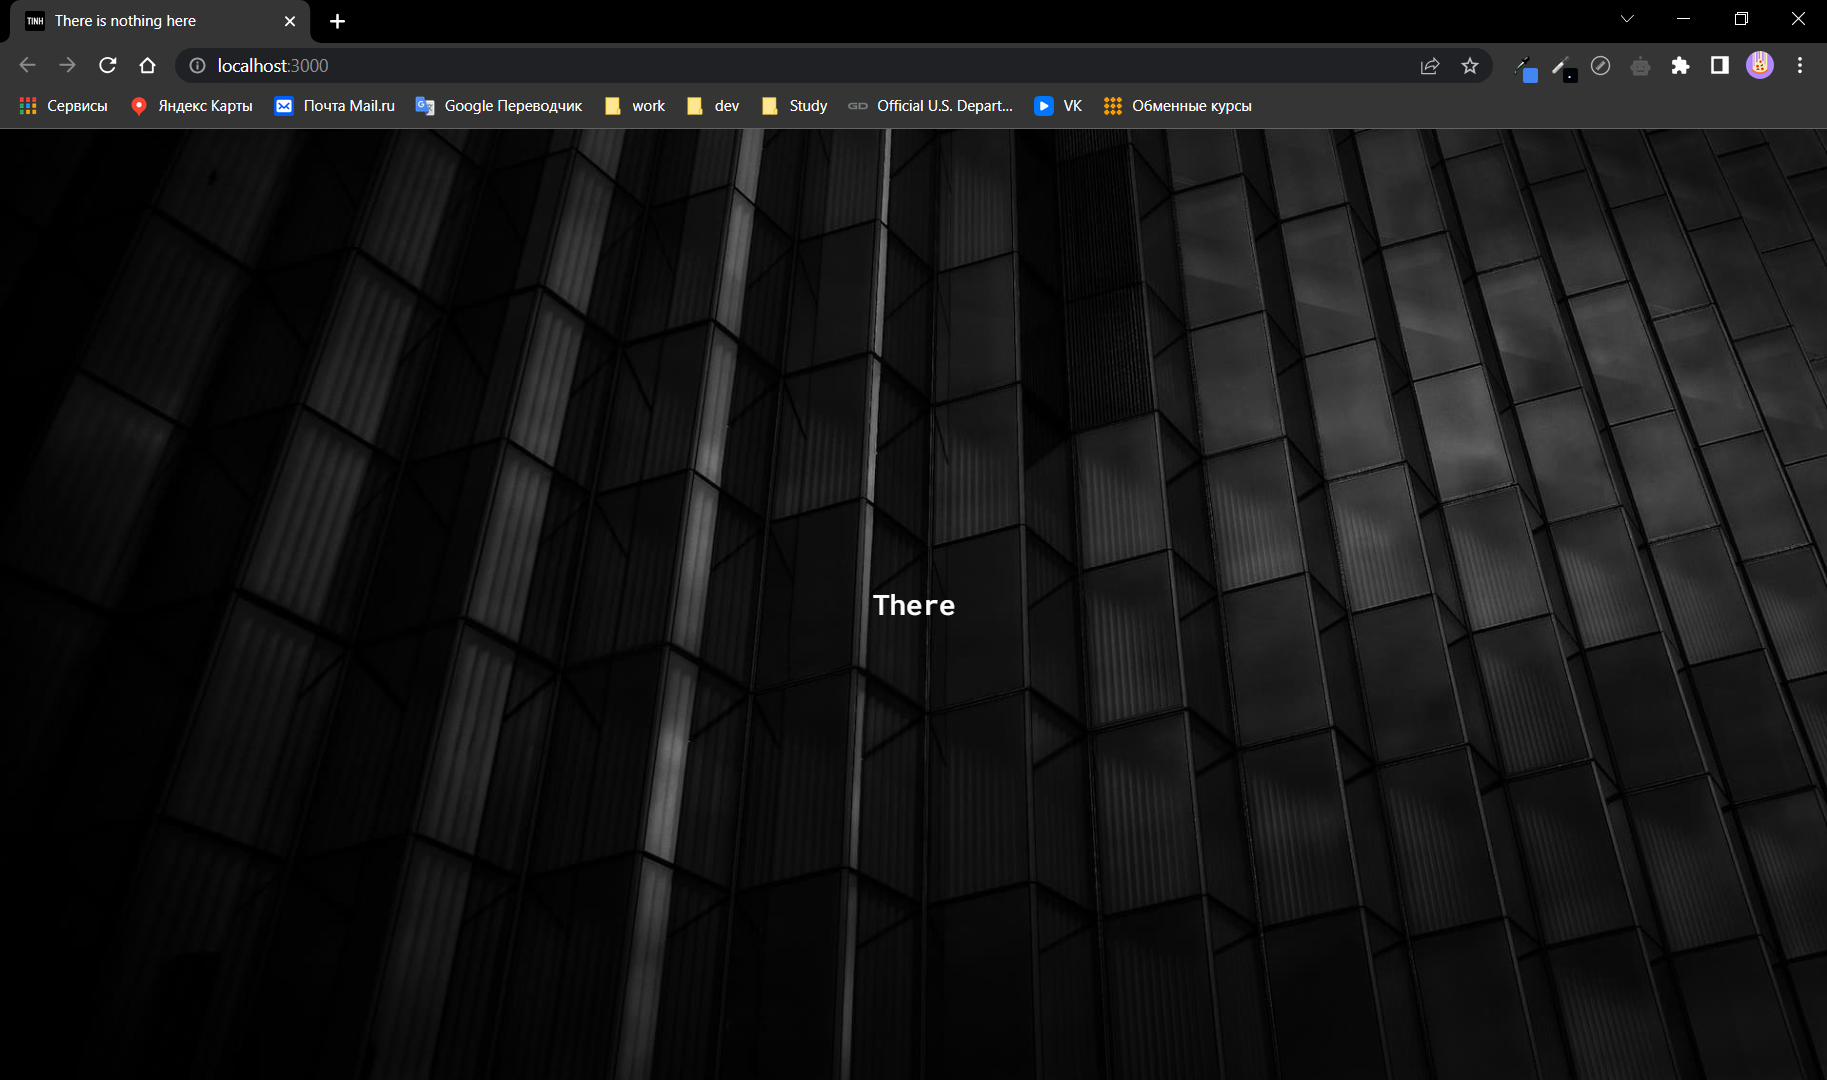 TINH There is nothing here
localhost:3000
Сервисы Яндекс Карты Почта Mail.ru Google Переводчик work dev Study GD Official U.S. Depart... VK Обменные курсы
There